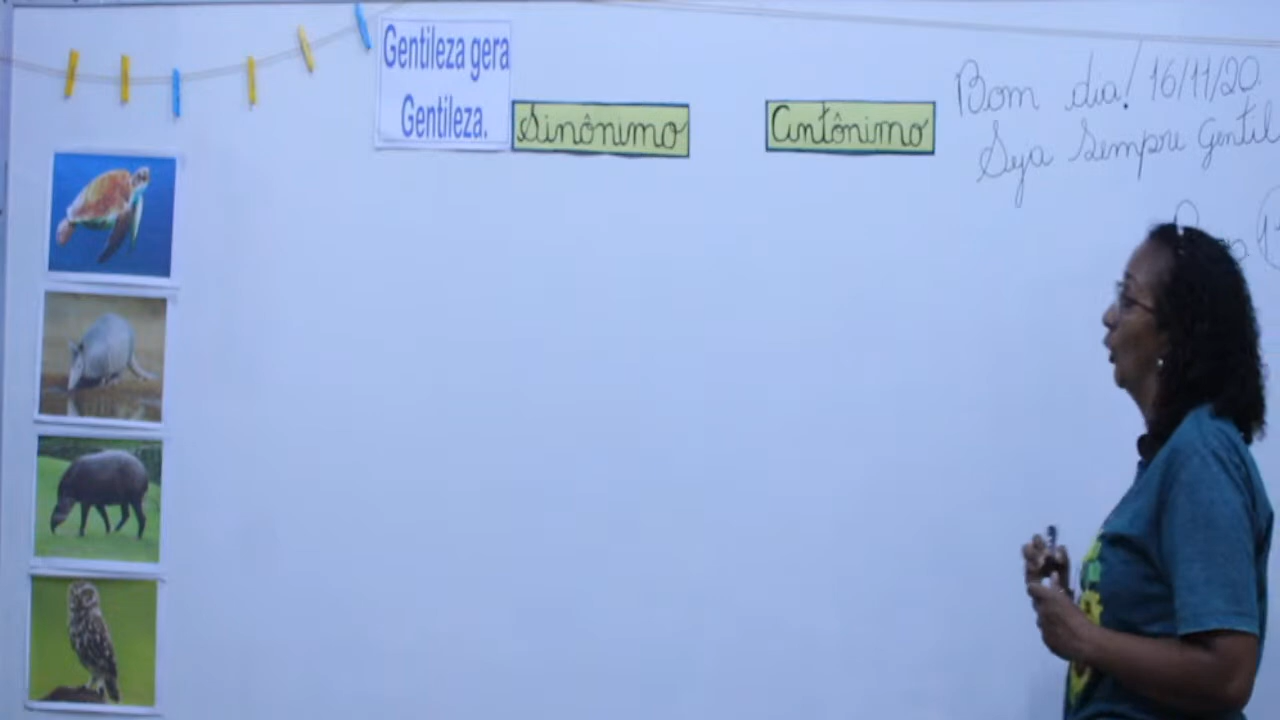 Gentileza gera
Gentileza.
Sinônimo
Antônimo
Bom dia! 16/11/20
Seja Sempre Gentil